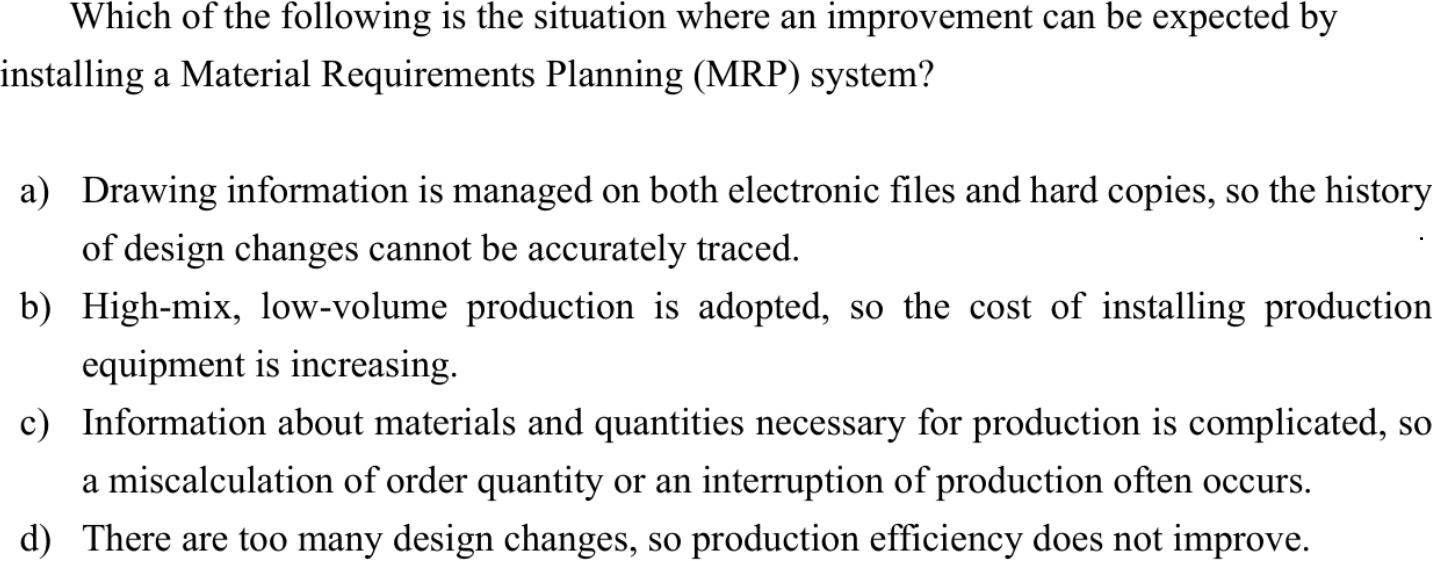 Which of the following is the situation where an improvement can be expected by
installing a Material Requirements Planning (MRP) system?
a) Drawing information is managed on both electronic files and hard copies, so the history
of design changes cannot be accurately traced.
b) High-mix, low-volume production is adopted, so the cost of installing production
equipment is increasing.
c) Information about materials and quantities necessary for production is complicated, so
a miscalculation of order quantity or an interruption of production often occurs.
d) There are too many design changes, so production efficiency does not improve.